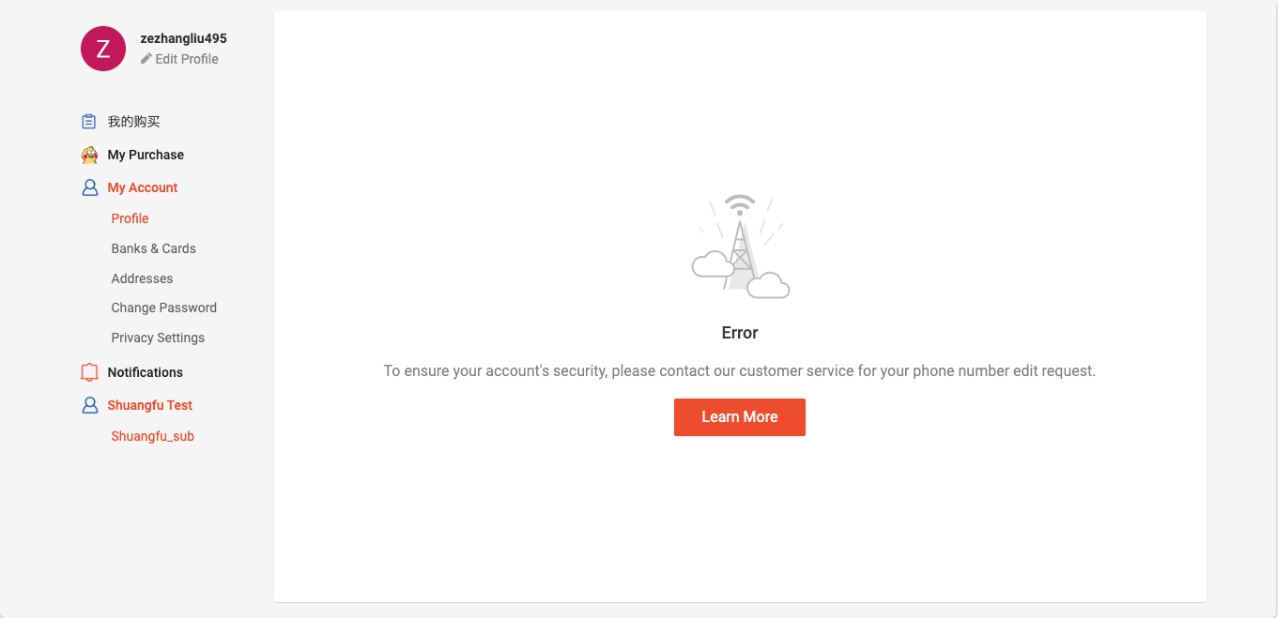 Z
zezhangliu495
Edit Profile
我的购买
My Purchase
My Account
Profile
Banks & Cards
Addresses
Change Password
Privacy Settings
Notifications
Shuangfu Test
Shuangfu_sub
Error
To ensure your account's security, please contact our customer service for your phone number edit request.
Learn More